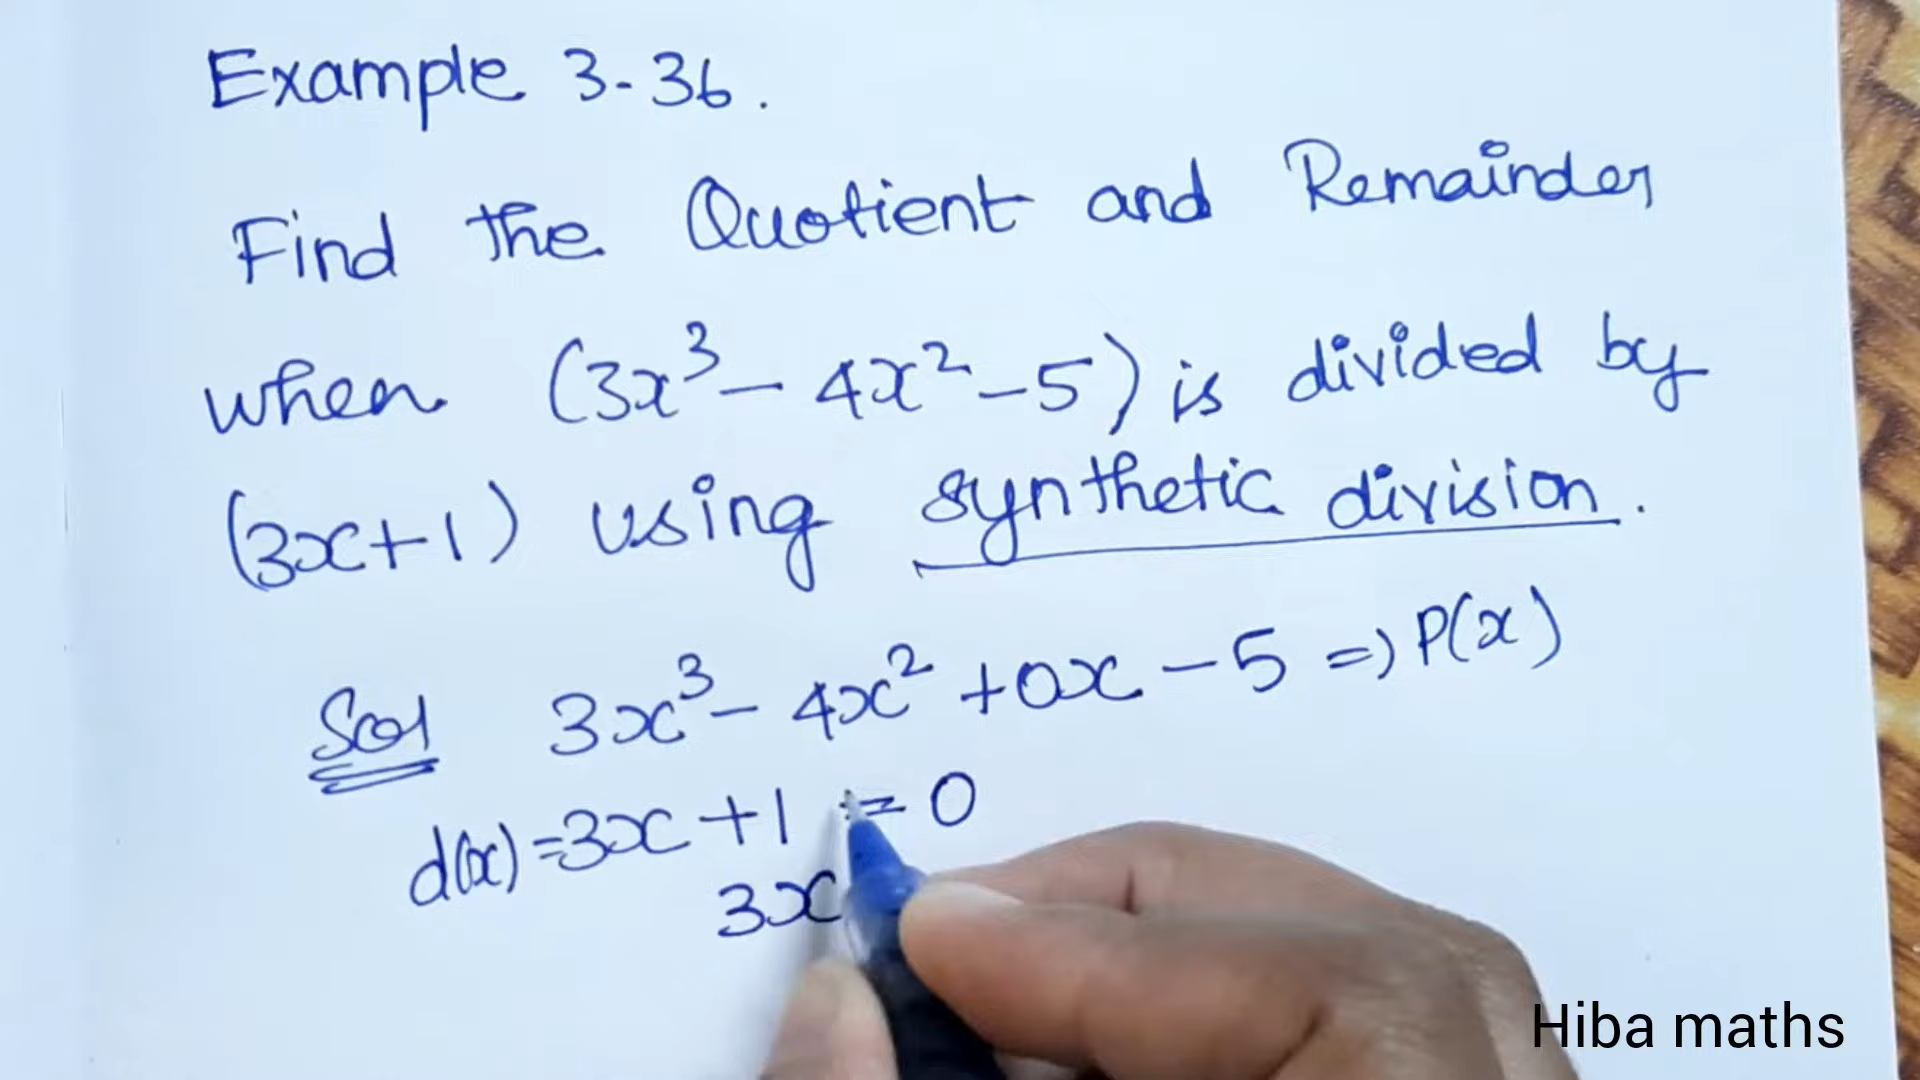 Example 3-36.
Find the Quotient and Remainder
when (3x³ - 4x² - 5) is divided by
(3x+1) using synthetic division.
Sol 3x³ - 4x² + 0x - 5 => P(x)
d(x) = 3x + 1 = 0
3x
Hiba maths